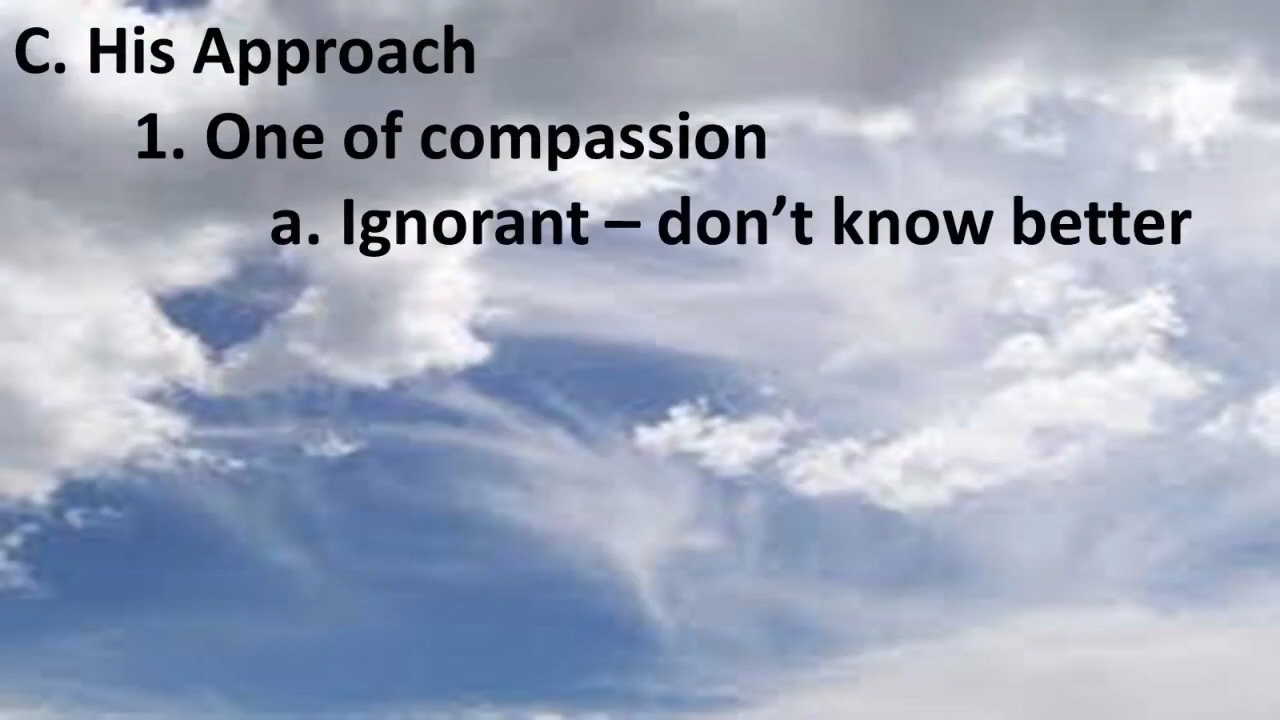 C. His Approach
1. One of compassion
a. Ignorant – don’t know better